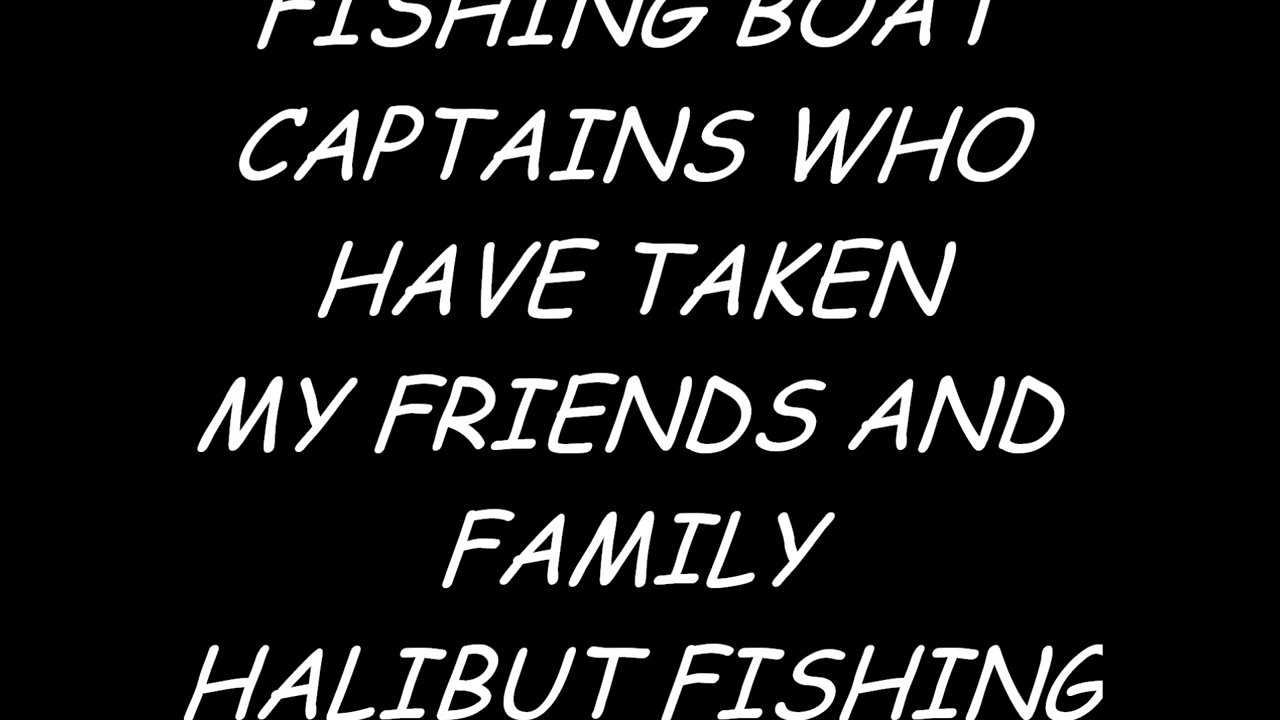 FISHING BOAT
CAPTAINS WHO
HAVE TAKEN
MY FRIENDS AND
FAMILY
HALIBUT FISHING